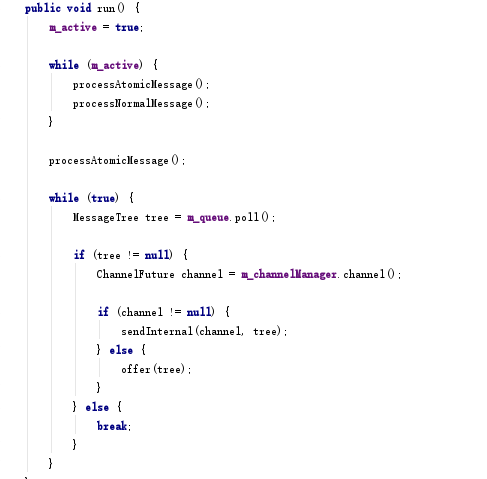 public void run() {
    m_active = true;

    while (m_active) {
        processAtomicMessage();
        processNormalMessage();
    }

    processAtomicMessage();

    while (true) {
        MessageTree tree = m_queue.poll();

        if (tree != null) {
            ChannelFuture channel = m_channelManager.channel();

            if (channel != null) {
                sendInternal(channel, tree);
            } else {
                offer(tree);
            }
        } else {
            break;
        }
    }